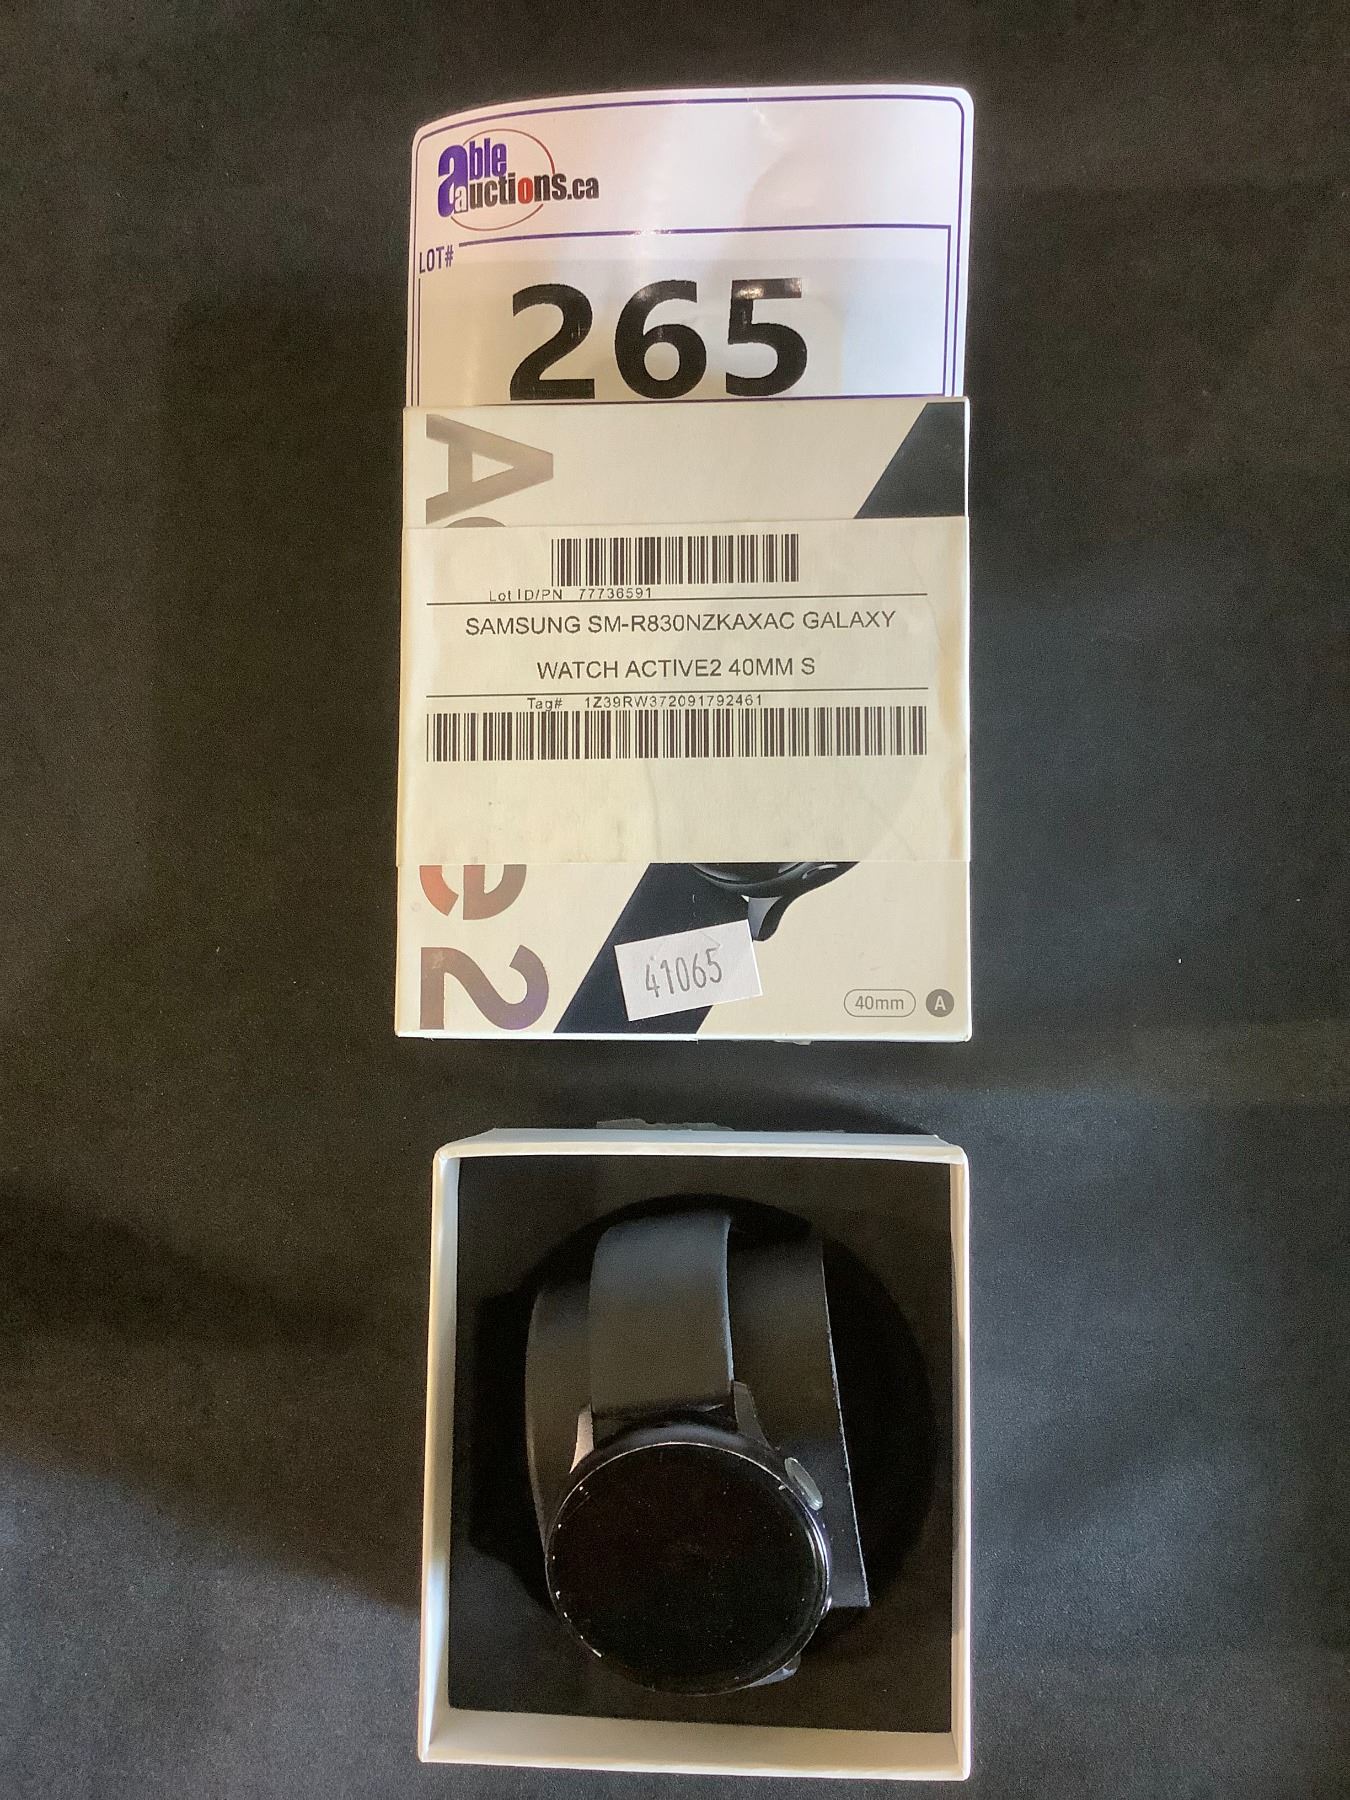 able
auctions.ca
LOT#
265
Lot ID/PN 77736591
SAMSUNG SM-R830NZKAXAC GALAXY
WATCH ACTIVE2 40MM S
Tag# 1Z39RW372091792461
A
e2
41065
40mm A